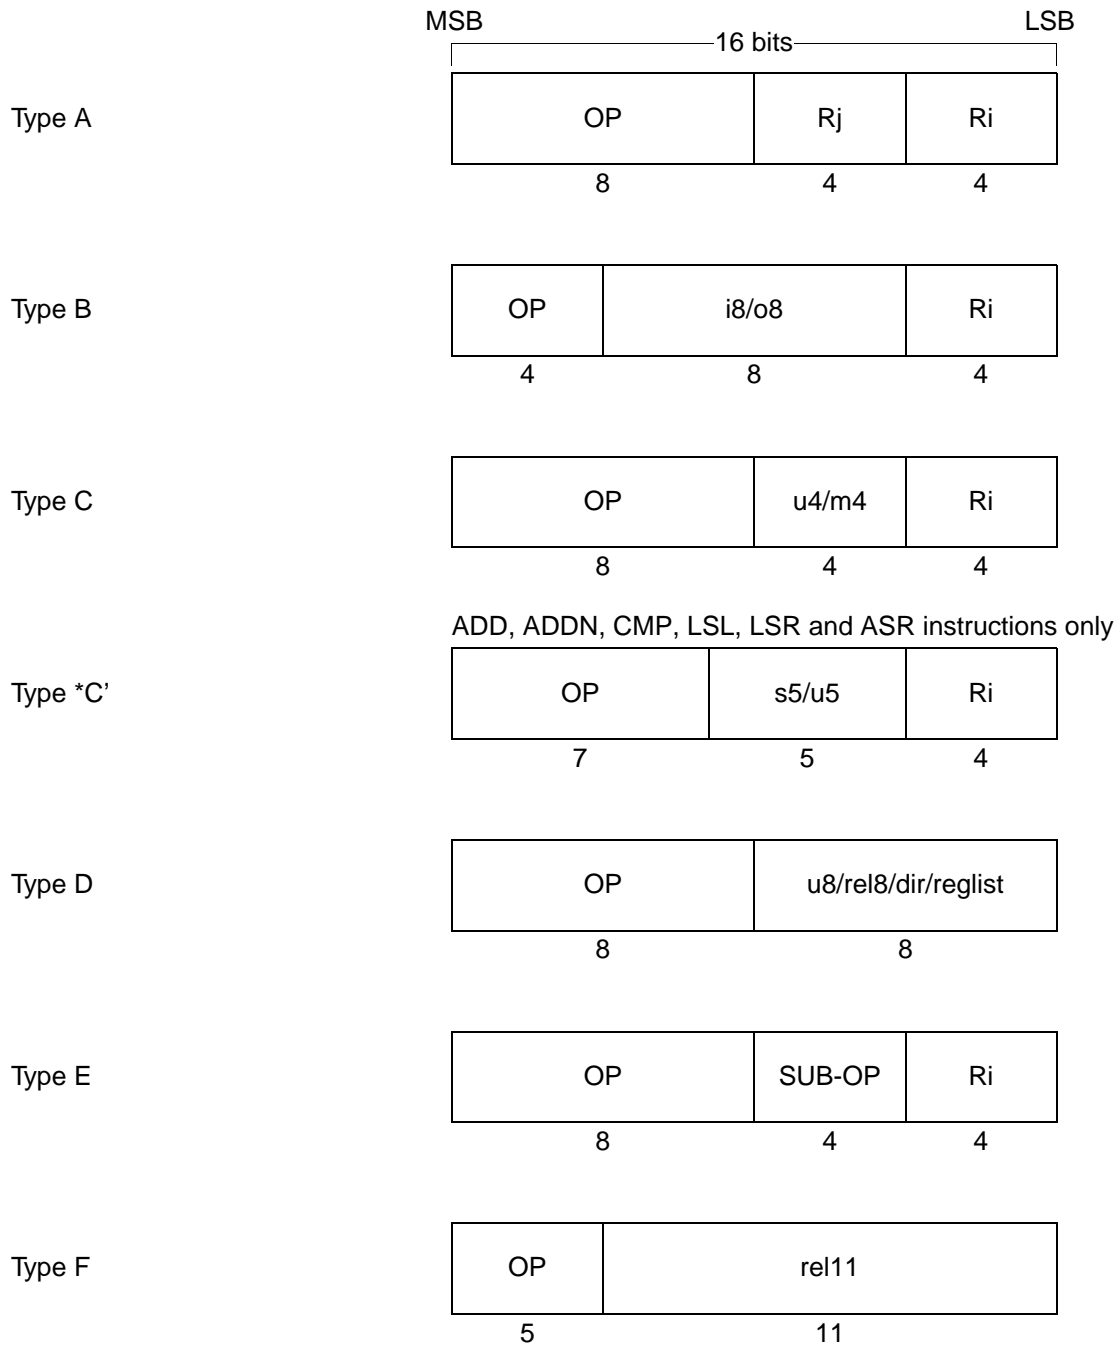 MSB LSB
16 bits
Type A OP Rj Ri
8 4 4
Type B OP i8/o8 Ri
4 8 4
Type C OP u4/m4 Ri
8 4 4
ADD, ADDN, CMP, LSL, LSR and ASR instructions only
Type *C’ OP s5/u5 Ri
7 5 4
Type D OP u8/rel8/dir/reglist
8 8
Type E OP SUB-OP Ri
8 4 4
Type F OP rel11
5 11